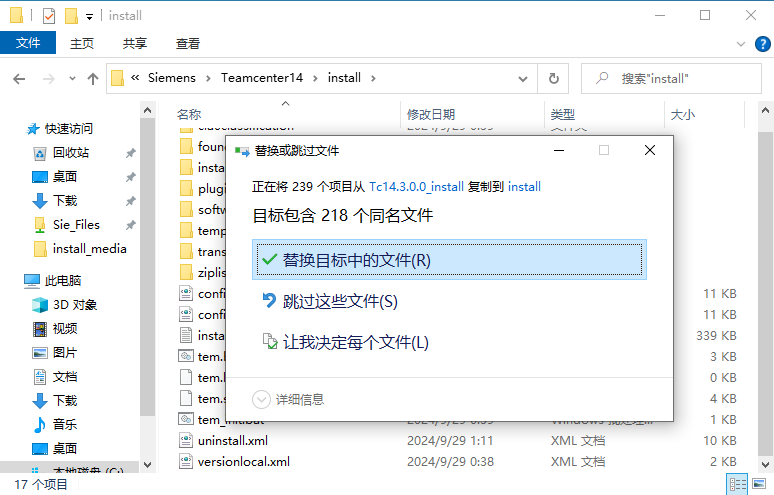 install
文件 主页 共享 查看
« Siemens › Teamcenter14 › install › 搜索"install"
名称 修改日期 类型 大小
快速访问
回收站
桌面
下载
Sie_Files
install_media
此电脑
3D 对象
视频
图片
文档
下载
音乐
桌面
本地磁盘 (C:)
替换或跳过文件
正在将 239 个项目从 Tc14.3.0.0_install 复制到 install
目标包含 218 个同名文件
替换目标中的文件(R)
跳过这些文件(S)
让我决定每个文件(L)
详细信息
foun
insta
plugi
softw
temp
trans
ziplis
confi 11 KB
confi 11 KB
insta 339 KB
tem. 3 KB
tem. 0 KB
tem.s 4 KB
1 KB
uninstall.xml 2024/9/29 1:11 XML 文档 10 KB
versionlocal.xml 2024/9/29 0:38 XML 文档 2 KB
17 个项目